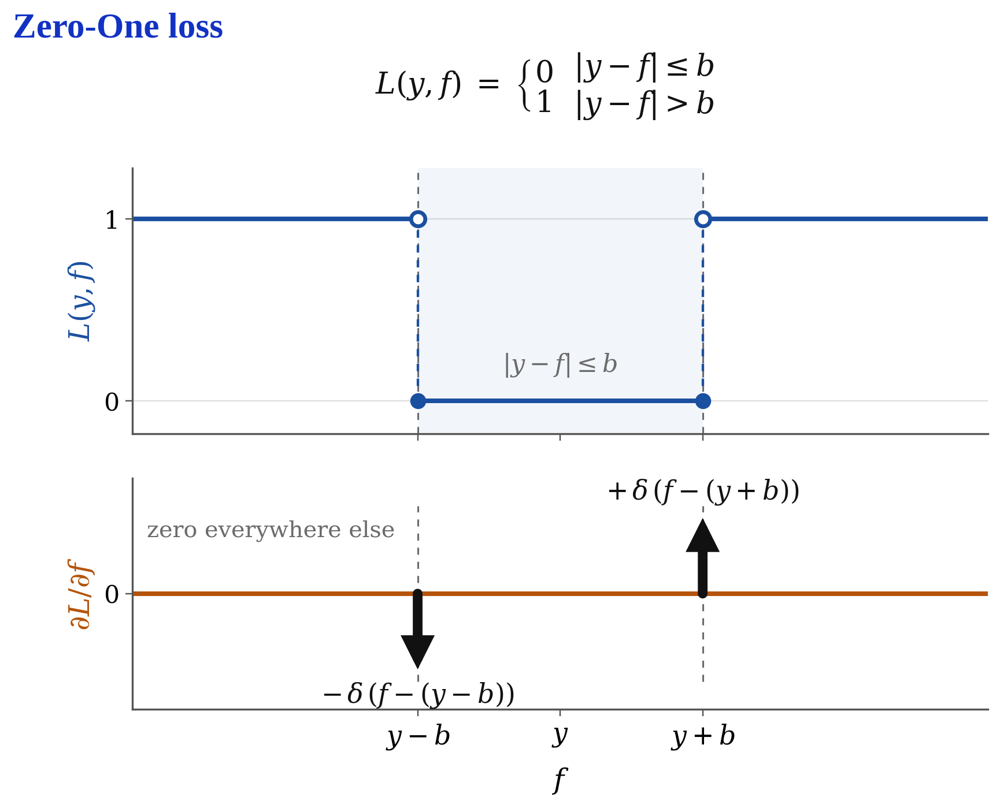 Zero-One loss
L(y, f) = { 0 |y − f| ≤ b
1 |y − f| > b
1
L(y, f)
|y − f| ≤ b
0
+ δ (f − (y + b))
zero everywhere else
∂L/∂f
0
− δ (f − (y − b))
y − b y y + b
f